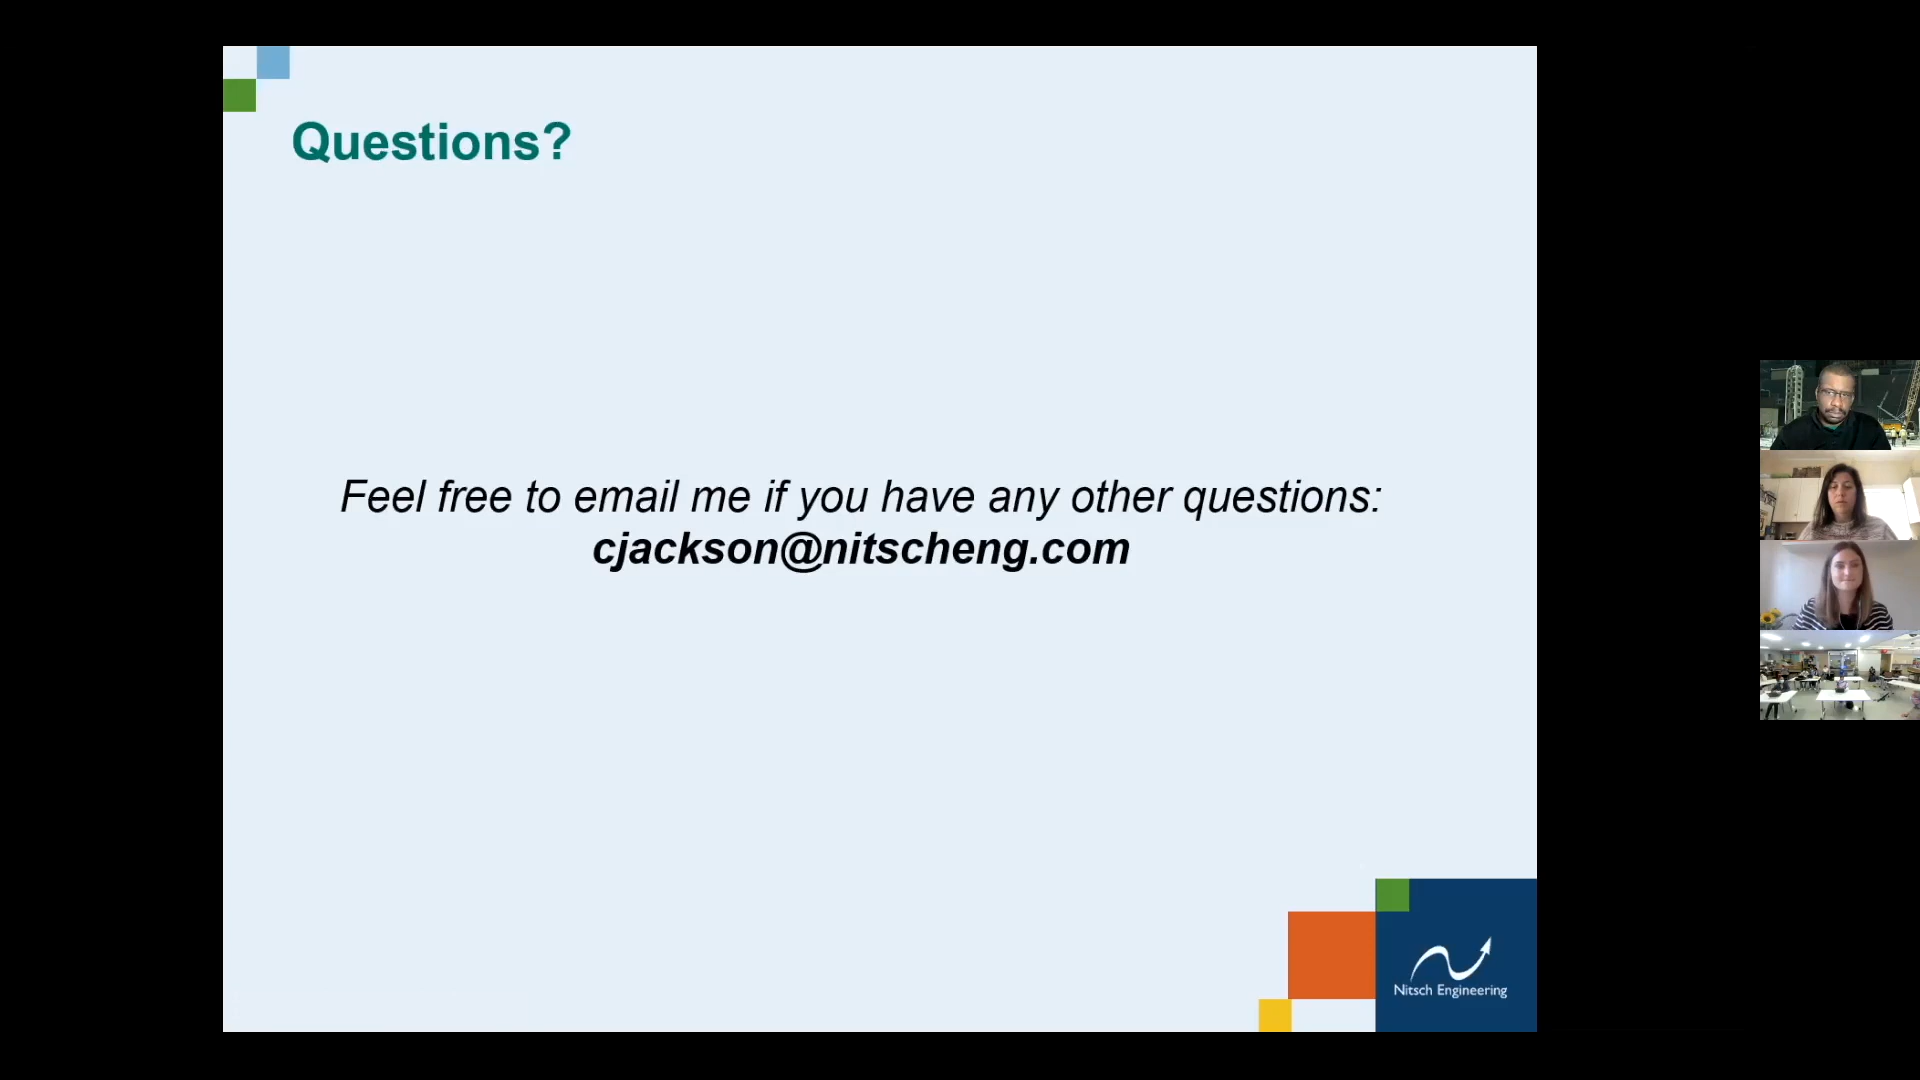 Questions?
Feel free to email me if you have any other questions:
cjackson@nitscheng.com
Nitsch Engineering